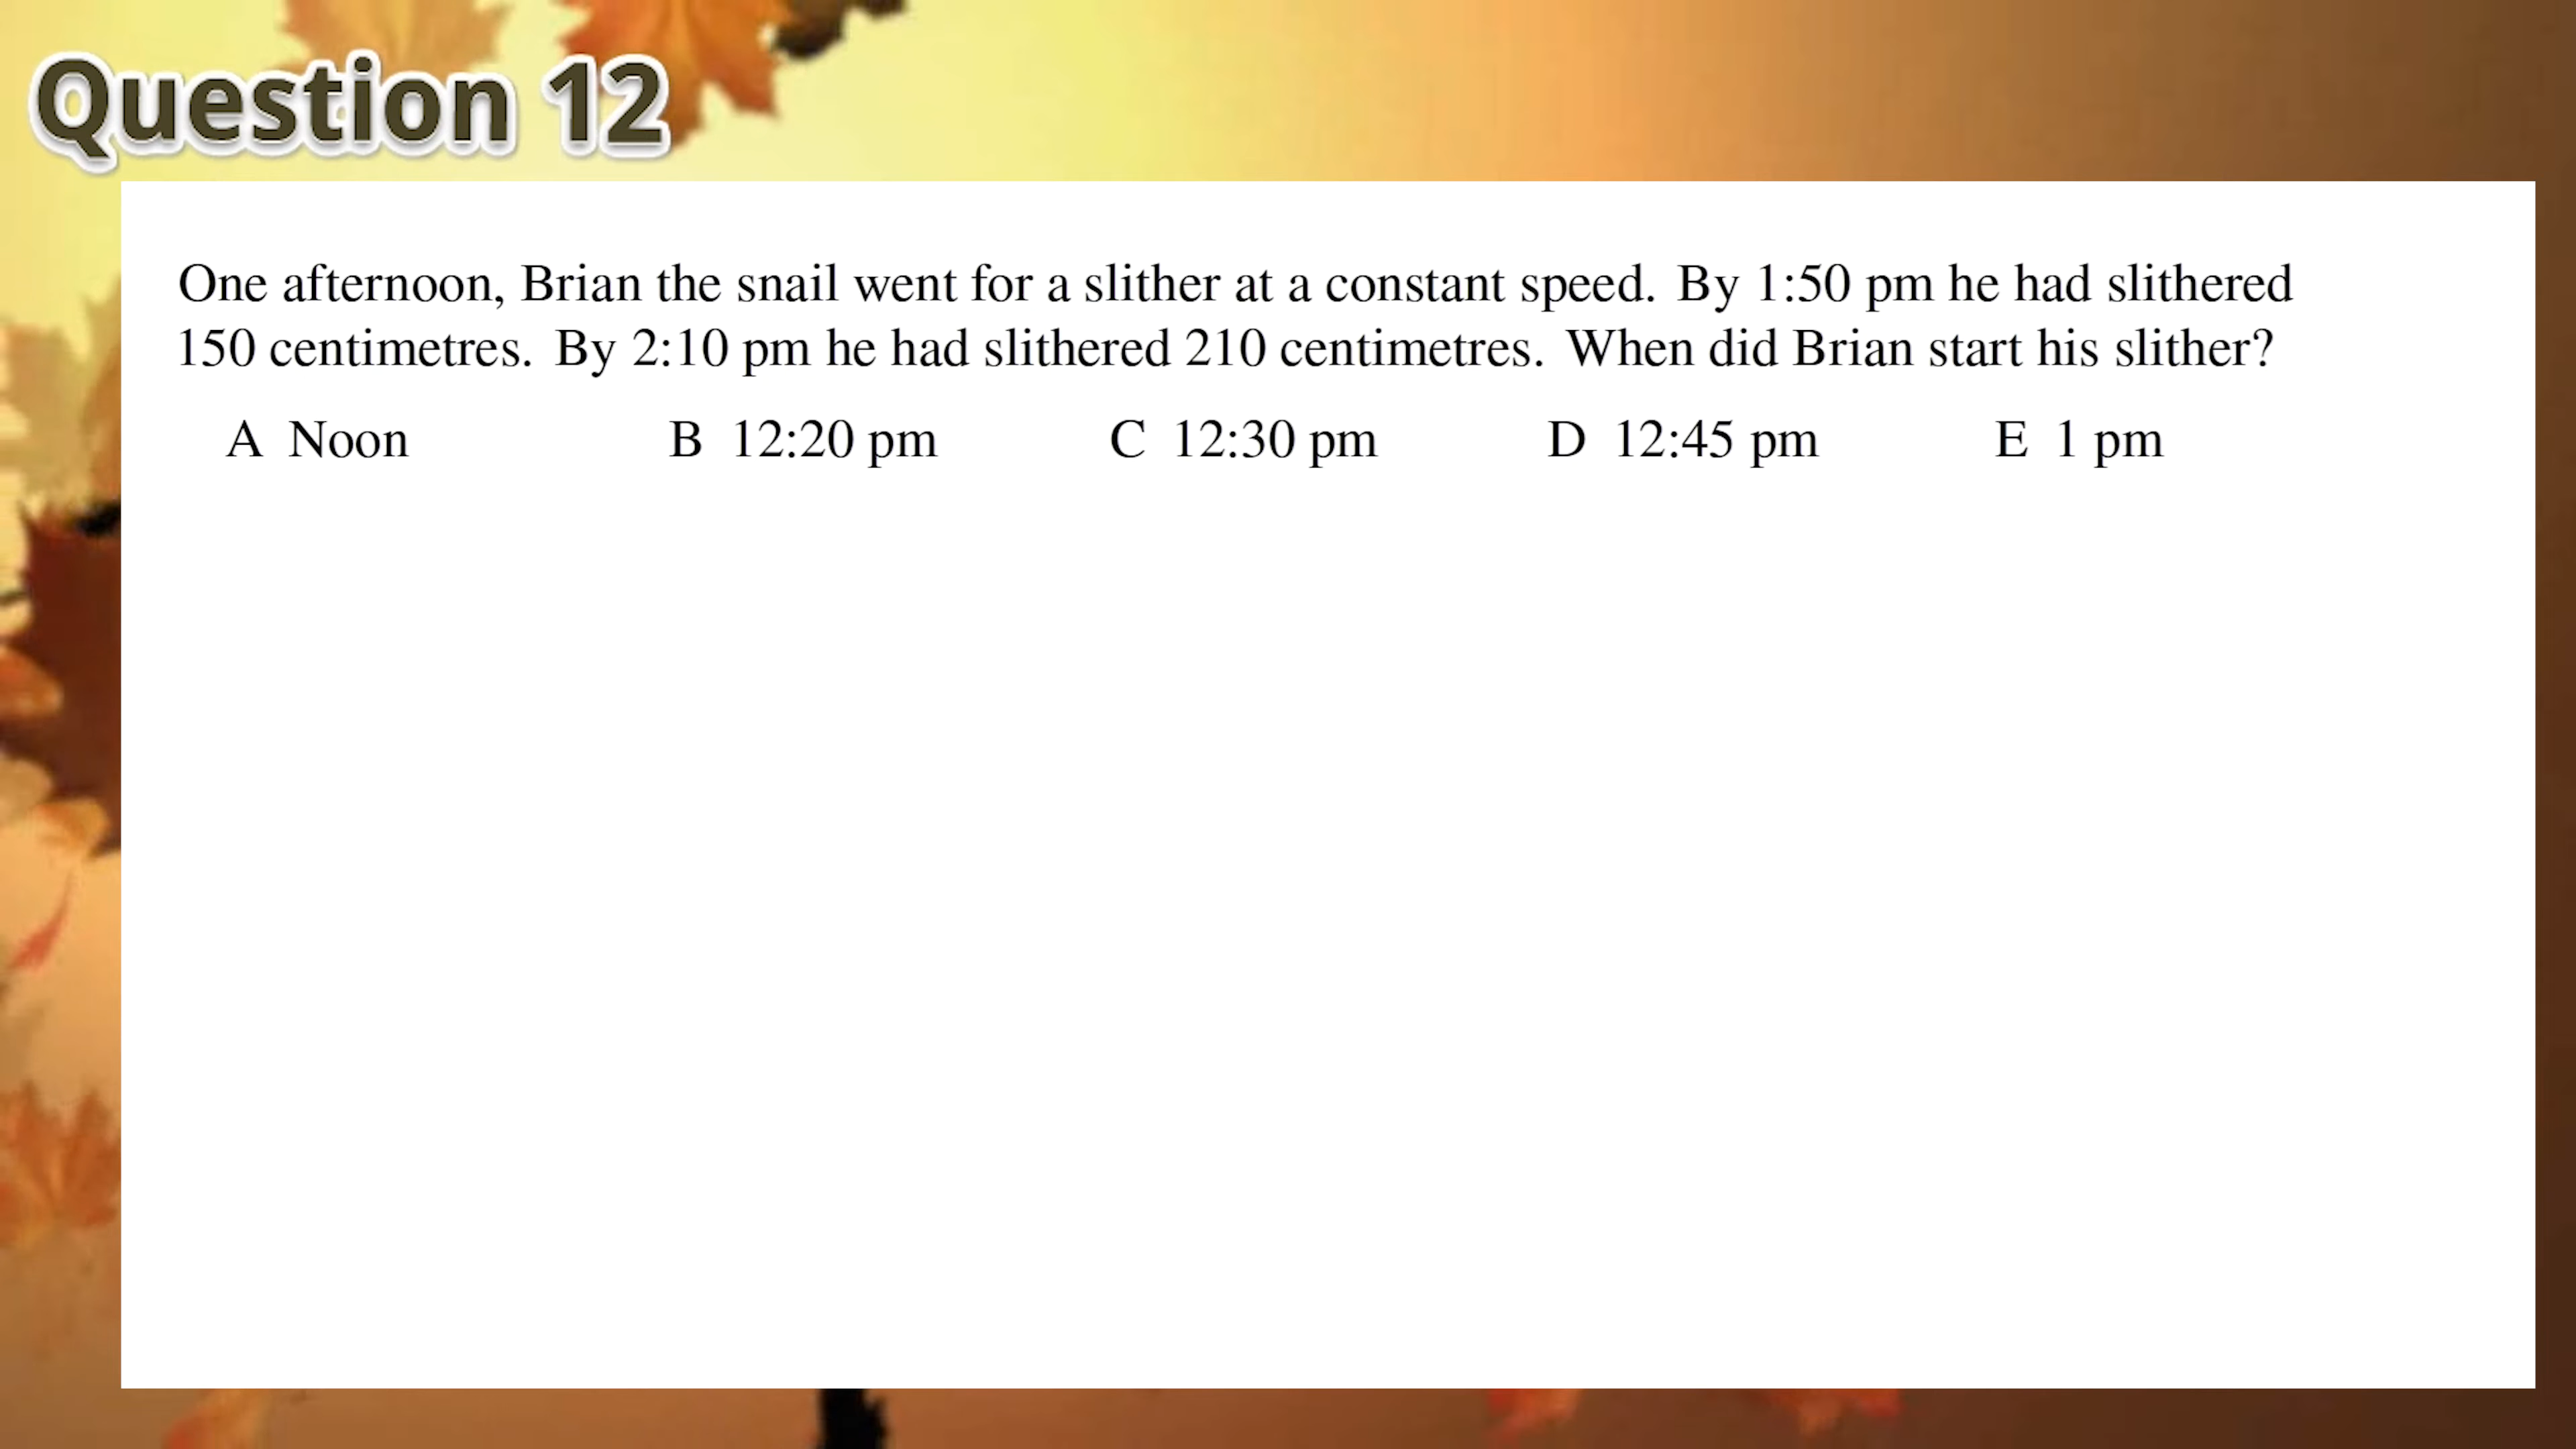 Question 12
One afternoon, Brian the snail went for a slither at a constant speed. By 1:50 pm he had slithered
150 centimetres. By 2:10 pm he had slithered 210 centimetres. When did Brian start his slither?
A Noon B 12:20 pm C 12:30 pm D 12:45 pm E 1 pm